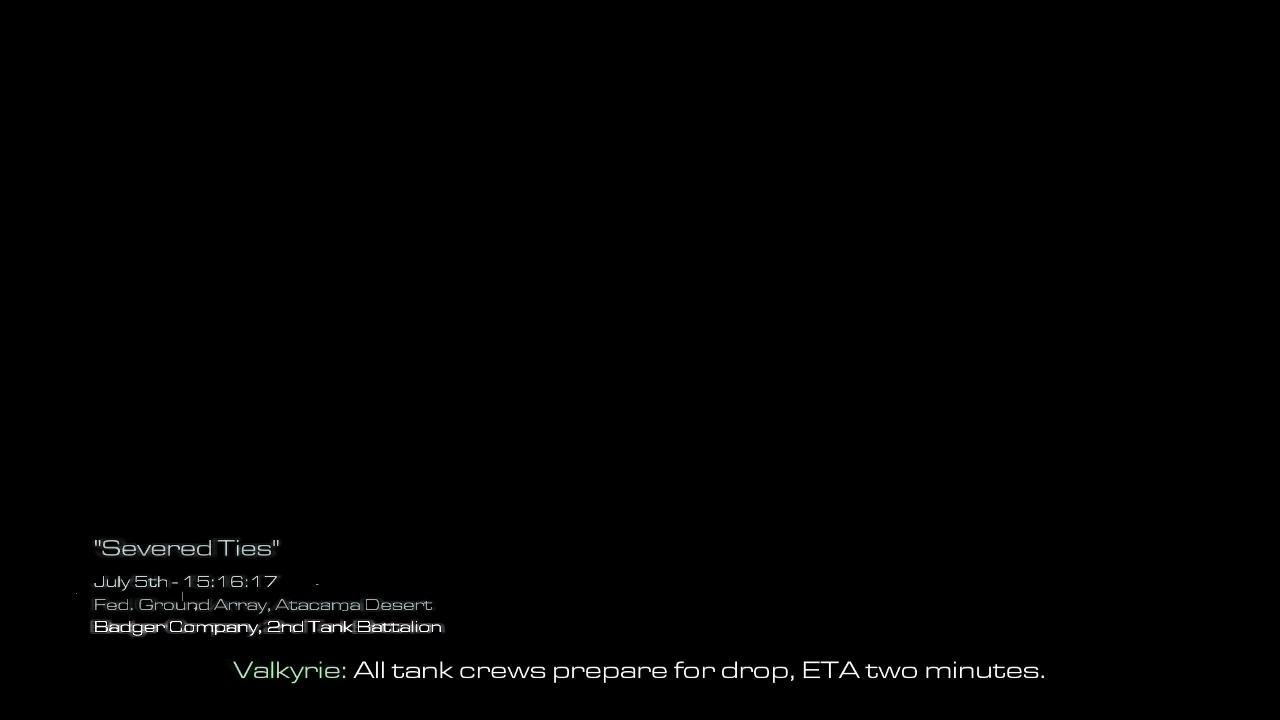 "Severed Ties"
July 5th - 15:16:17
Fed. Ground Array, Atacama Desert
Badger Company, 2nd Tank Battalion
Valkyrie: All tank crews prepare for drop, ETA two minutes.